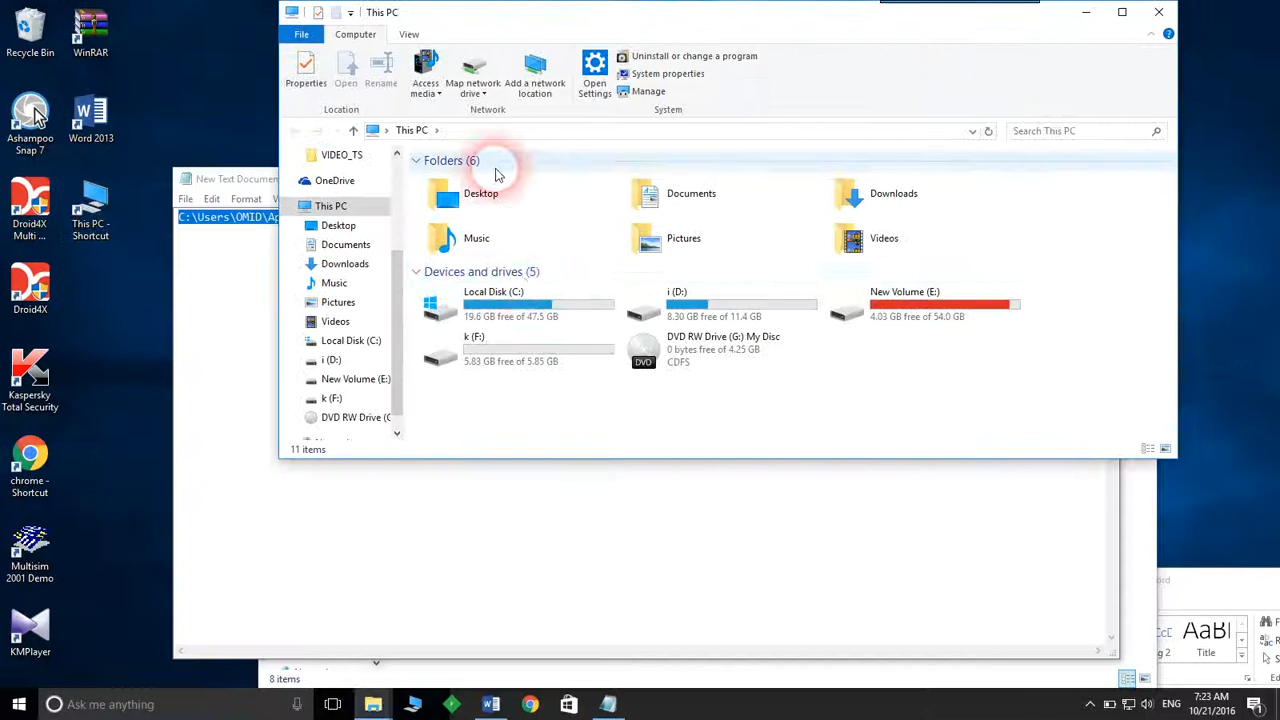 Recycle Bin
WinRAR
Ashampoo
Snap 7
Word 2013
Droid4X
Multi ...
This PC -
Shortcut
Droid4X
Kaspersky
Total Security
chrome -
Shortcut
Multisim
2001 Demo
KMPlayer
This PC
File
Computer
View
Properties
Open
Rename
Location
Access
media
Map network
drive
Add a network
location
Network
Open
Settings
Uninstall or change a program
System properties
Manage
System
This PC
Search This PC
VIDEO_TS
OneDrive
This PC
Desktop
Documents
Downloads
Music
Pictures
Videos
Local Disk (C:)
i (D:)
New Volume (E:)
k (F:)
DVD RW Drive (
Folders (6)
Desktop
Documents
Downloads
Music
Pictures
Videos
Devices and drives (5)
Local Disk (C:)
19.6 GB free of 47.5 GB
i (D:)
8.30 GB free of 11.4 GB
New Volume (E:)
4.03 GB free of 54.0 GB
k (F:)
5.83 GB free of 5.85 GB
DVD RW Drive (G:) My Disc
0 bytes free of 4.25 GB
CDFS
DVD
11 items
New Text Documen
File
Edit
Format
C:\Users\OMID\Ap
8 items
Title
Ask me anything
ENG
7:23 AM
10/21/2016